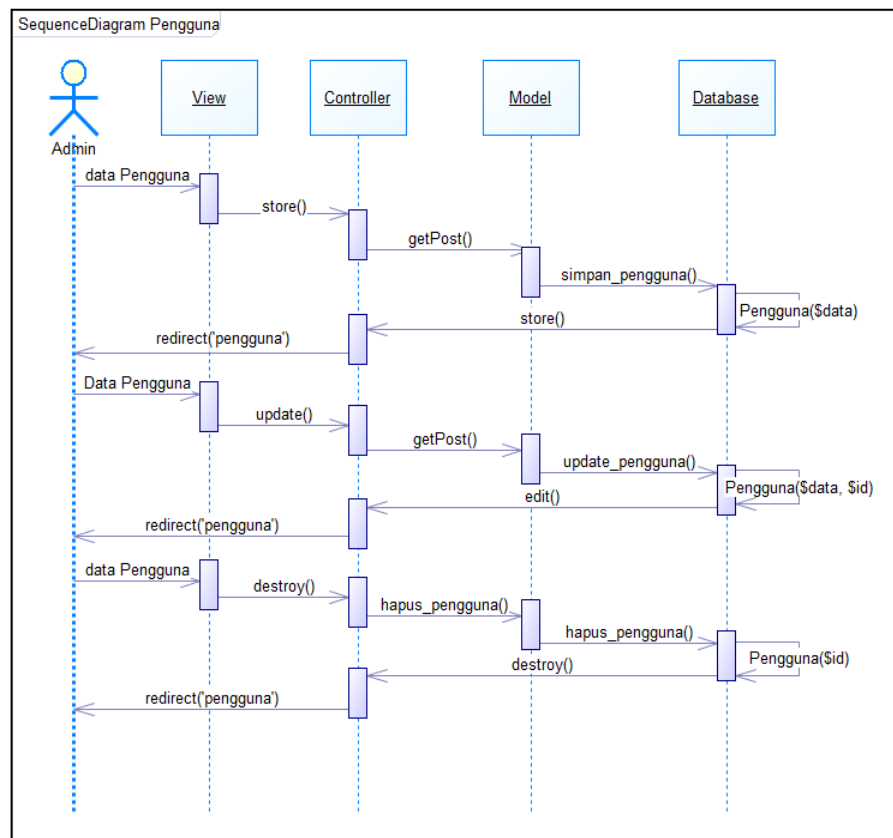 SequenceDiagram Pengguna
View
Controller
Model
Database
Admin
data Pengguna
store()
getPost()
simpan_pengguna()
Pengguna($data)
store()
redirect('pengguna')
Data Pengguna
update()
getPost()
update_pengguna()
Pengguna($data, $id)
edit()
redirect('pengguna')
data Pengguna
destroy()
hapus_pengguna()
hapus_pengguna()
Pengguna($id)
destroy()
redirect('pengguna')